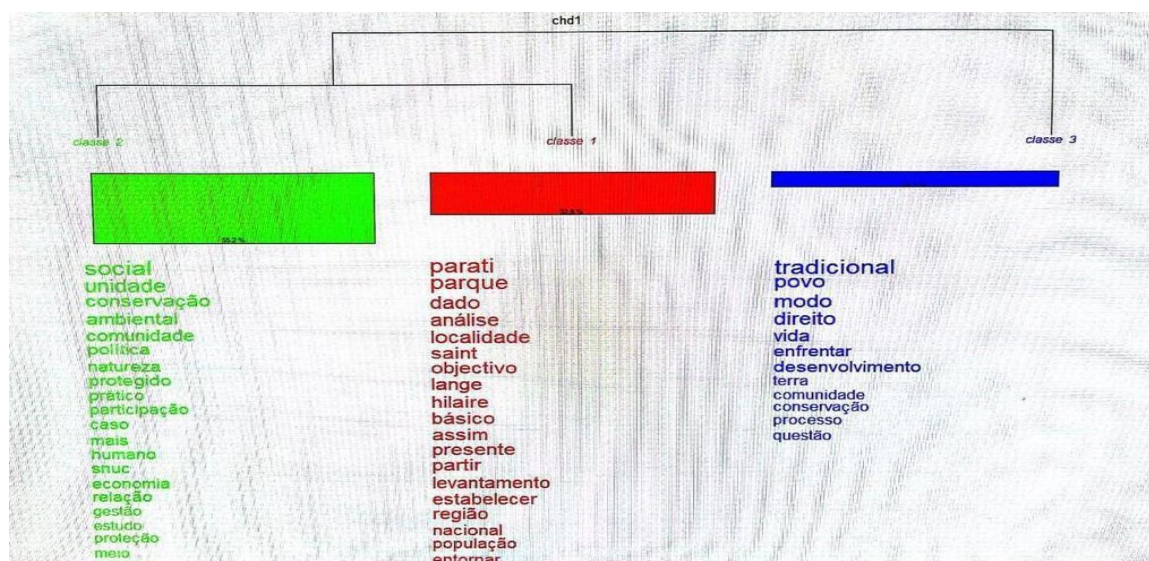 chd1
classe 2
classe 1
classe 3
55.2 %
social
unidade
conservação
ambiental
comunidade
política
natureza
protegido
prático
participação
caso
mais
humano
snuc
economia
relação
gestão
estudo
proteção
meio
parati
parque
dado
análise
localidade
saint
objectivo
lange
hilaire
básico
assim
presente
partir
levantamento
estabelecer
região
nacional
população
entornar
tradicional
povo
modo
direito
vida
enfrentar
desenvolvimento
terra
comunidade
conservação
processo
questão